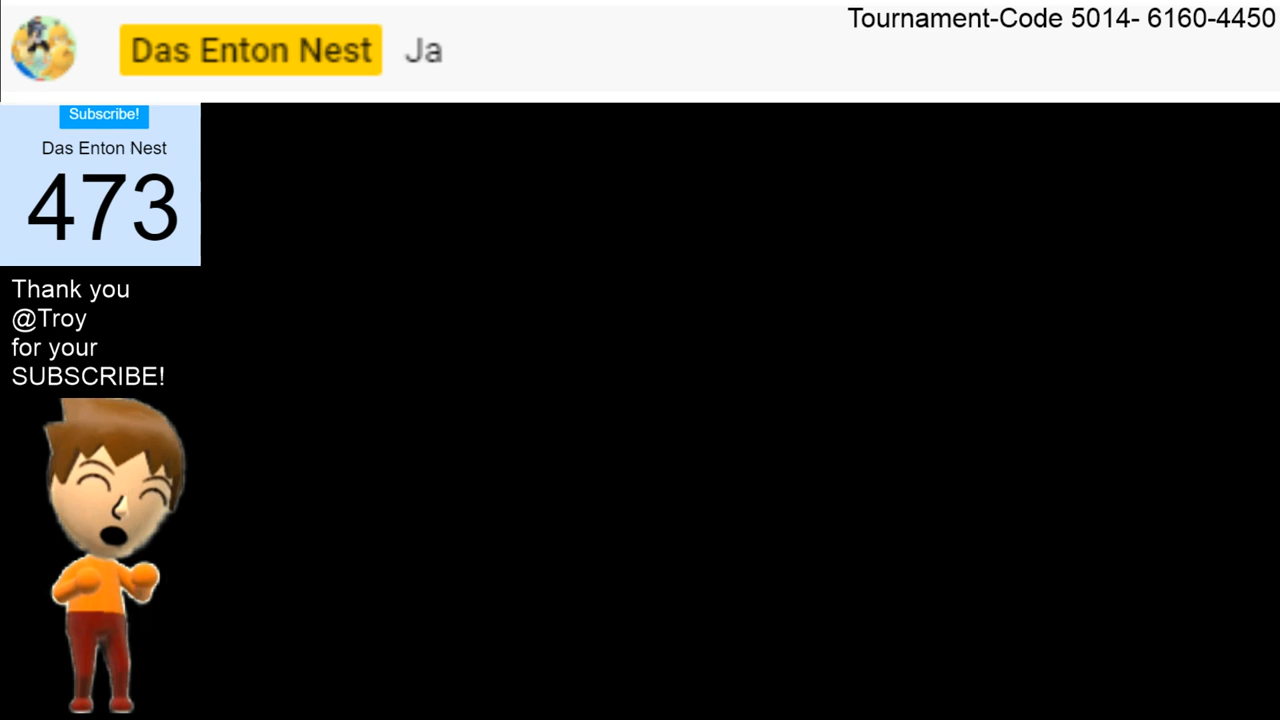 Tournament-Code 5014- 6160-4450
Das Enton Nest Ja
Subscribe!
Das Enton Nest
473
Thank you
@Troy
for your
SUBSCRIBE!